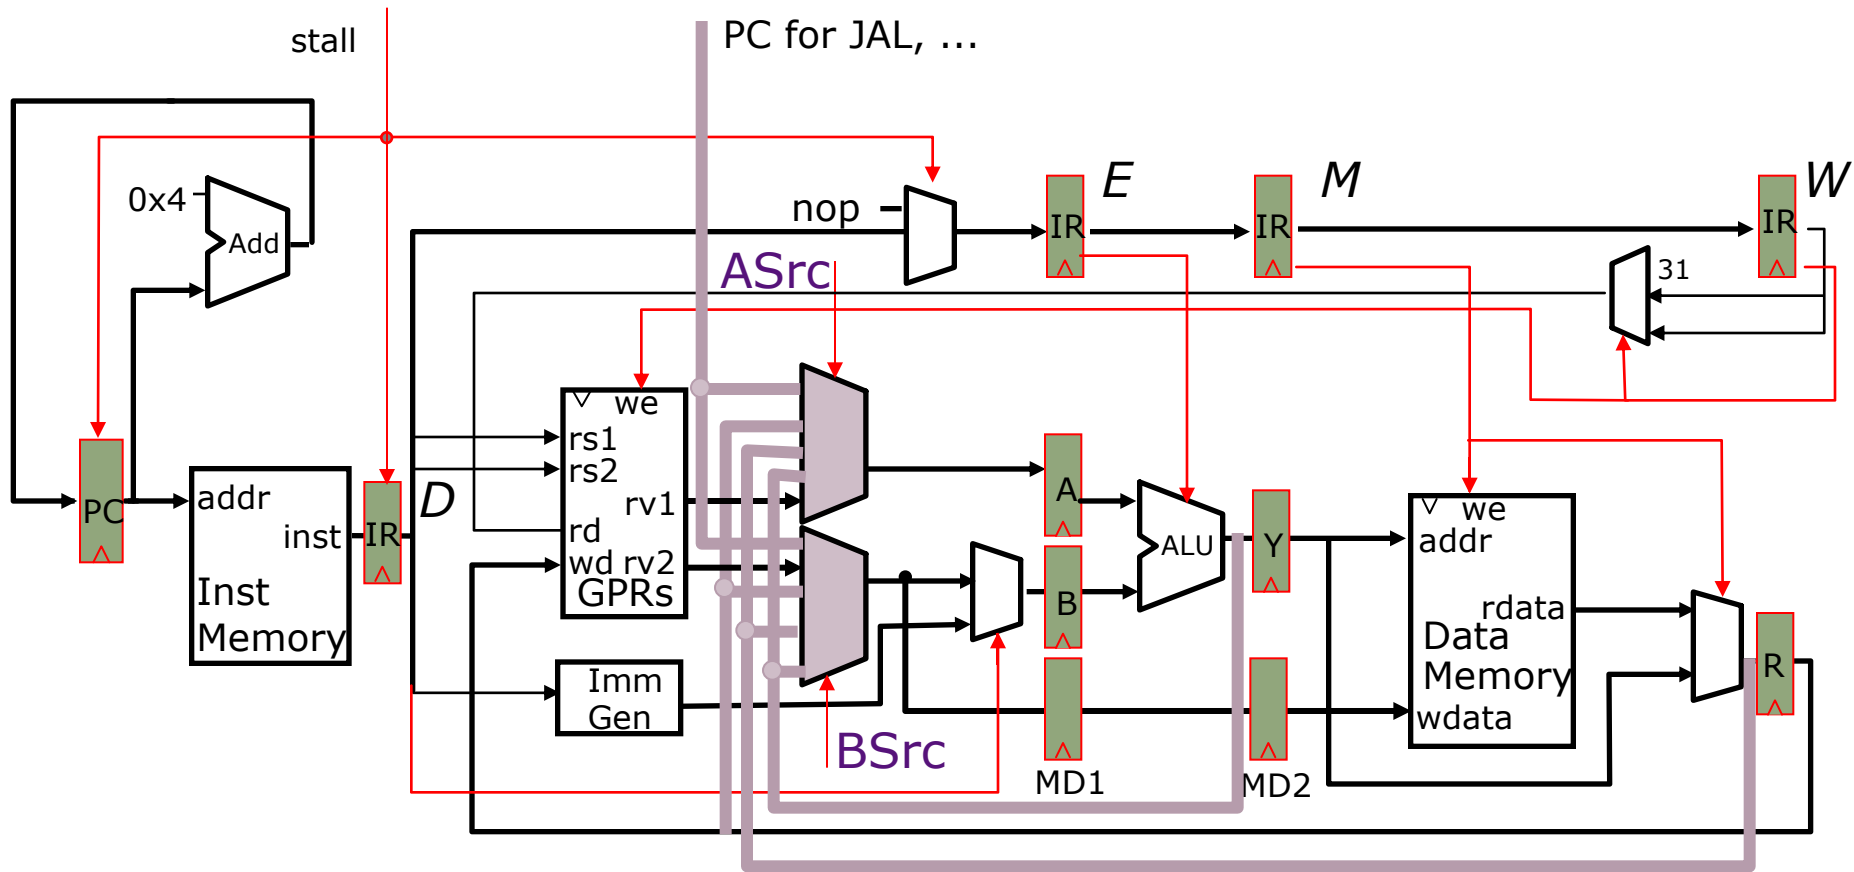 PC for JAL, ...
stall
E
M
W
0x4
nop
IR
IR
IR
Add
ASrc
31
we
rs1
rs2
A
D
addr
PC
rv1
we
inst
IR
rd
ALU
Y
addr
wd rv2
GPRs
B
Inst
Memory
rdata
Data
Memory
R
Imm
Gen
wdata
BSrc
MD1
MD2